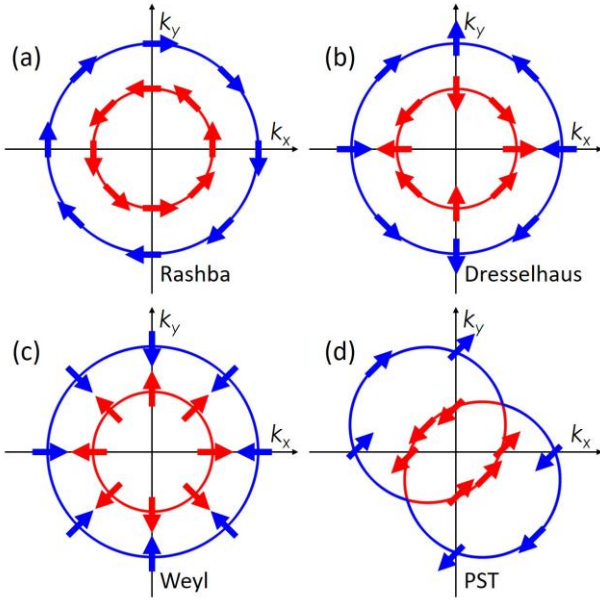 (a)
k_y
k_x
Rashba
(b)
k_y
k_x
Dresselhaus
(c)
k_y
k_x
Weyl
(d)
k_y
k_x
PST